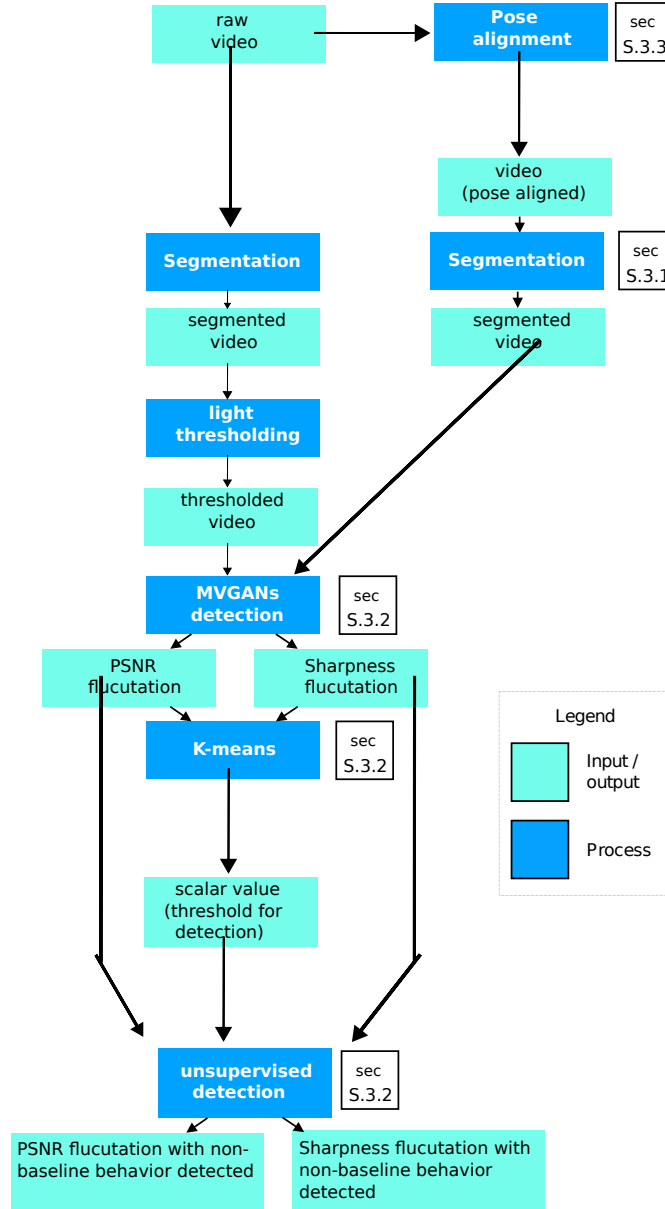 raw
video
Pose
alignment
sec
S.3.3
video
(pose aligned)
Segmentation
Segmentation
sec
S.3.1
segmented
video
segmented
video
light
thresholding
thresholded
video
MVGANs
detection
sec
S.3.2
PSNR
flucutation
Sharpness
flucutation
K-means
sec
S.3.2
Legend
Input /
output
Process
scalar value
(threshold for
detection)
unsupervised
detection
sec
S.3.2
PSNR flucutation with non-
baseline behavior detected
Sharpness flucutation with
non-baseline behavior
detected